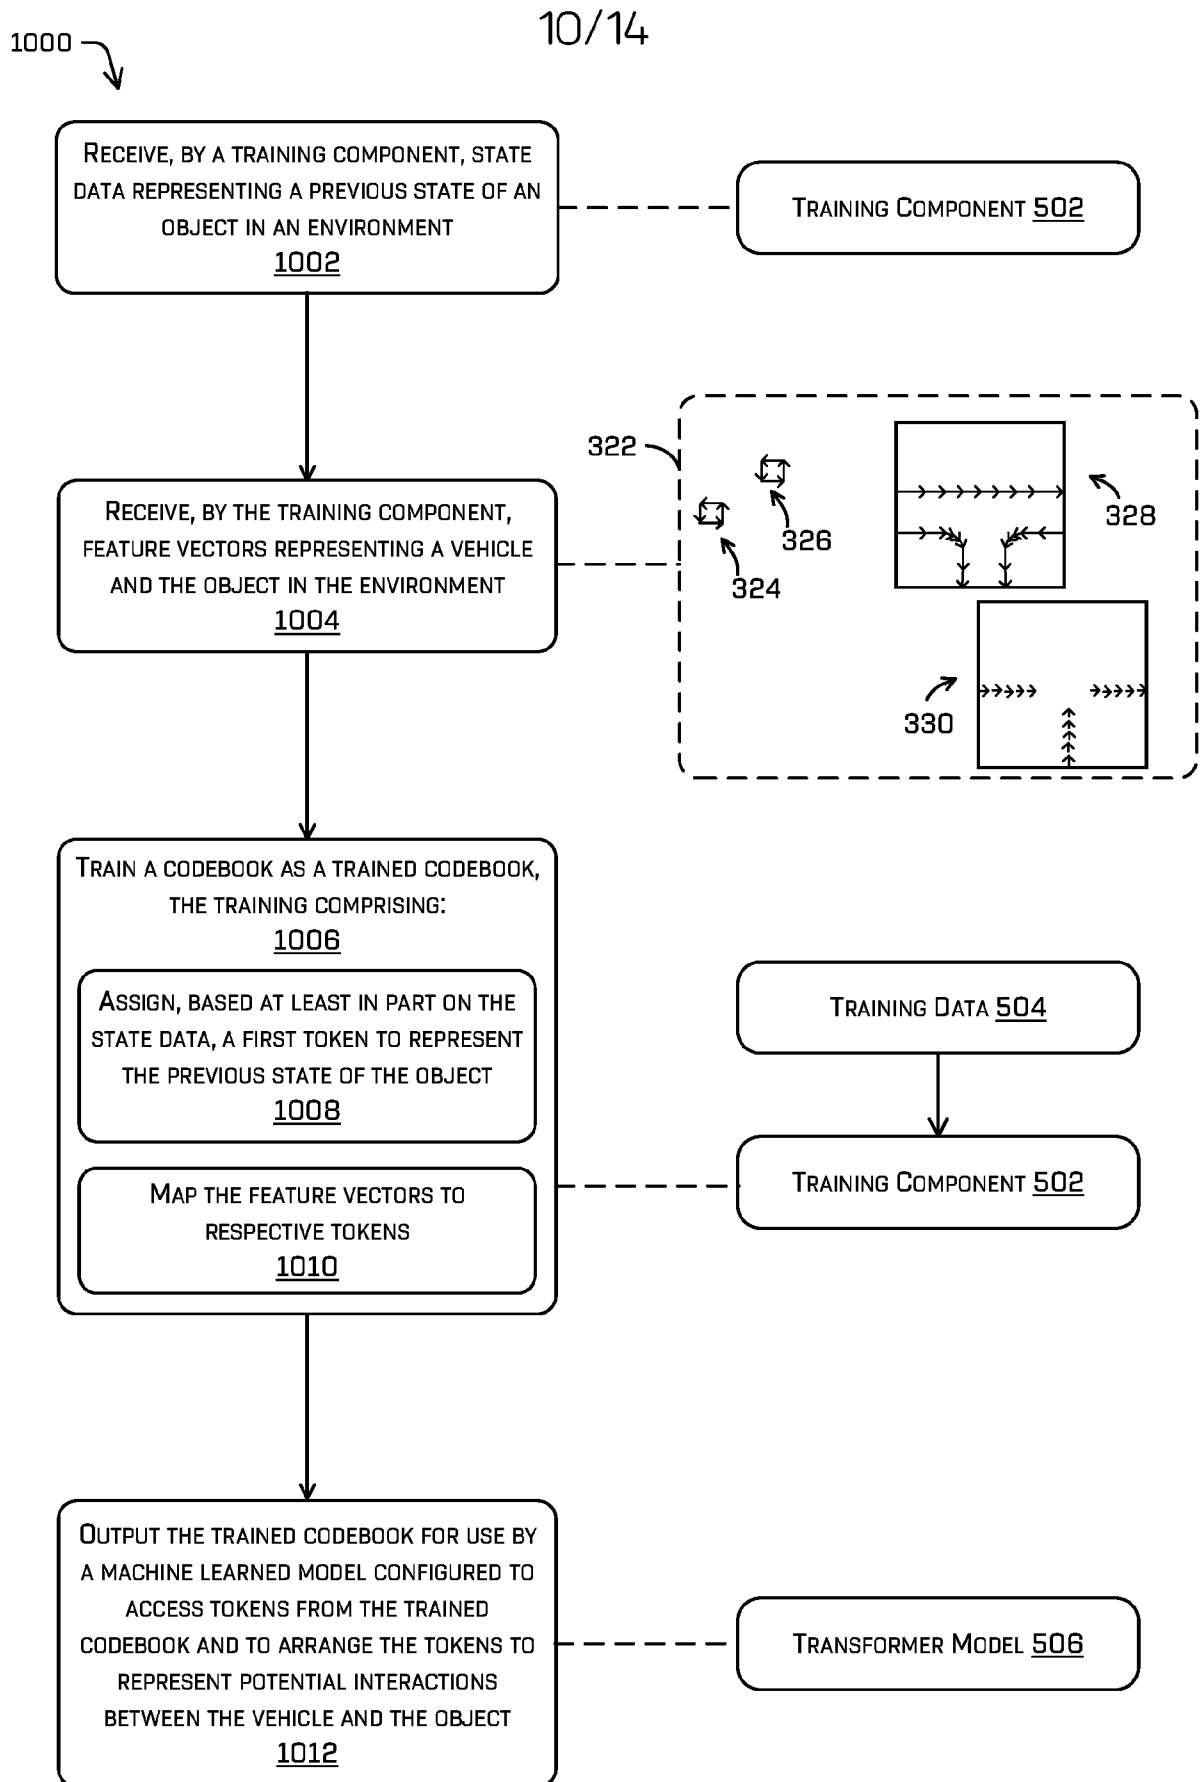 10/14
1000
Receive, by a training component, state
data representing a previous state of an
object in an environment
1002
Training Component 502
Receive, by the training component,
feature vectors representing a vehicle
and the object in the environment
1004
322
324
326
328
330
Train a codebook as a trained codebook,
the training comprising:
1006
Assign, based at least in part on the
state data, a first token to represent
the previous state of the object
1008
Map the feature vectors to
respective tokens
1010
Training Data 504
Training Component 502
Output the trained codebook for use by
a machine learned model configured to
access tokens from the trained
codebook and to arrange the tokens to
represent potential interactions
between the vehicle and the object
1012
Transformer Model 506